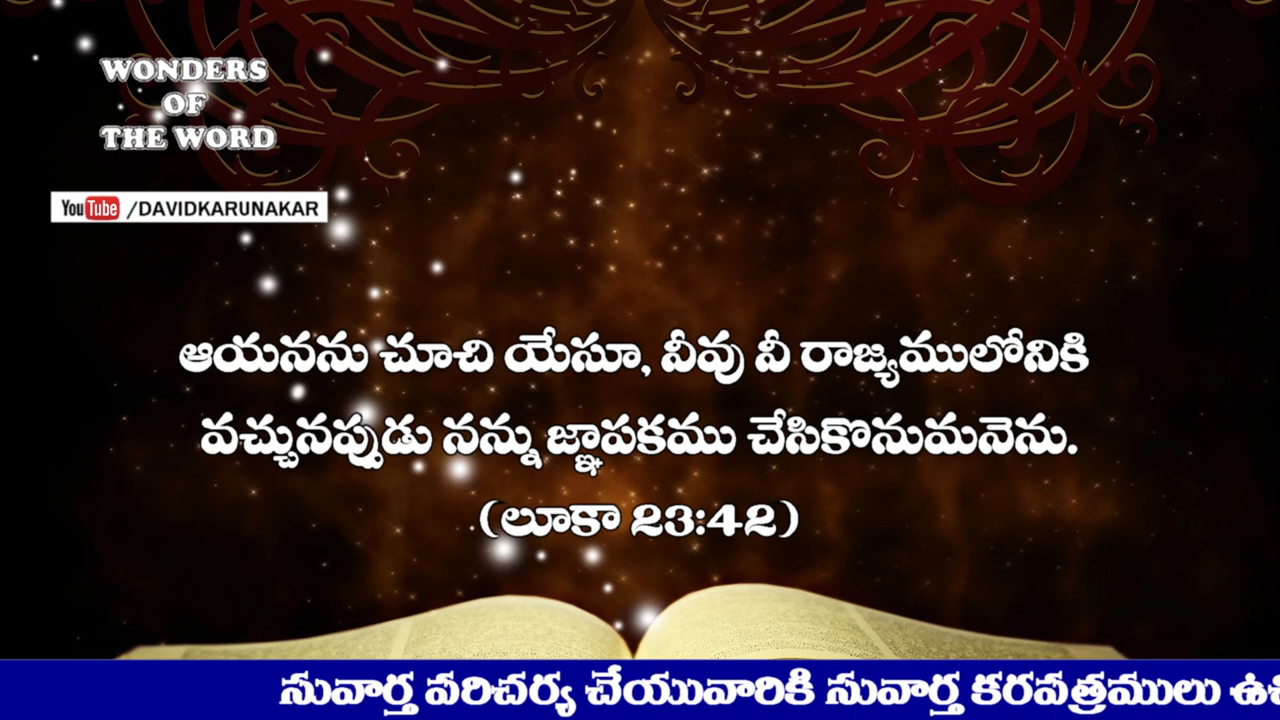 WONDERS
OF
THE WORD
YouTube /DAVIDKARUNAKAR
ఆయనను చూచి యేసూ, నీవు నీ రాజ్యములోనికి
వచ్చునప్పుడు నన్ను జ్ఞాపకము చేసికొనుమనెను.
(లూకా 23:42)
సువార్త పరిచర్య చేయువారికి సువార్త కరపత్రములు